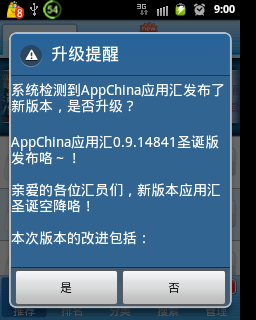 8
54
3G
9:00
升级提醒
系统检测到AppChina应用汇发布了
新版本，是否升级？
AppChina应用汇0.9.14841圣诞版
发布咯～！
亲爱的各位汇员们，新版本应用汇
圣诞空降咯！
本次版本的改进包括：
是
否
推荐
排名
分类
搜索
管理